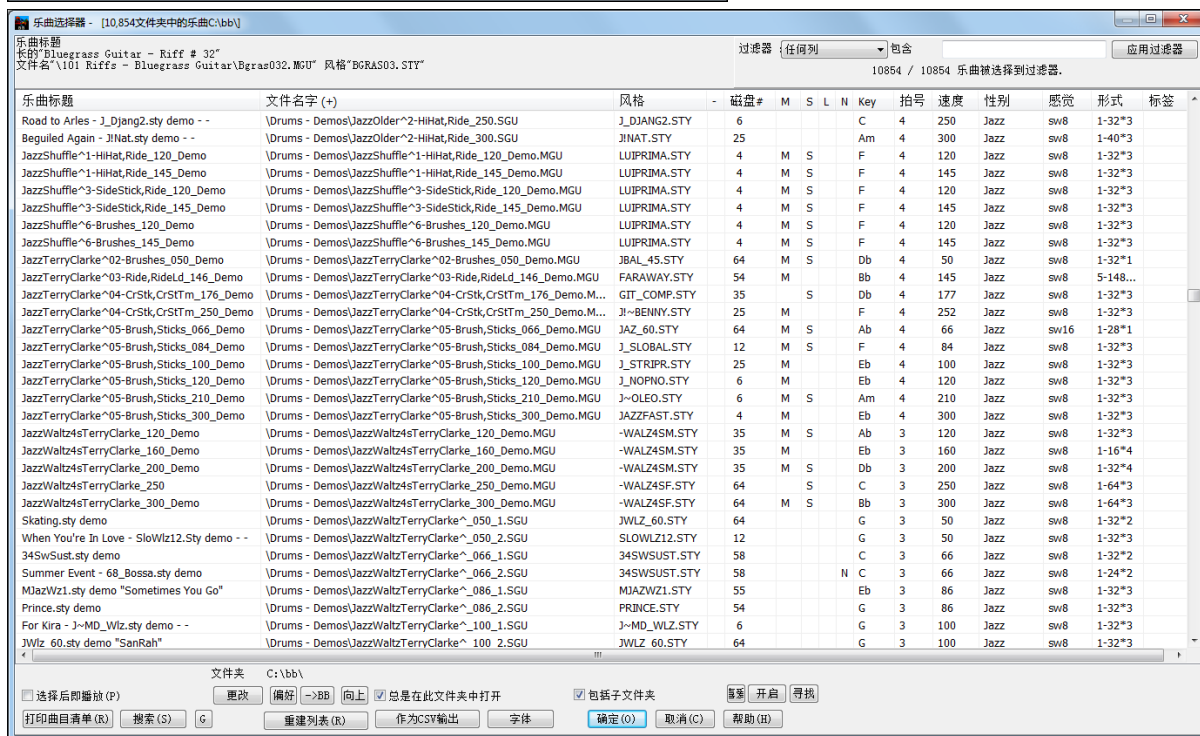 乐曲选择器 - [10,854文件夹中的乐曲C:\bb\]
乐曲标题
长的"Bluegrass Guitar - Riff # 32"
文件名"\101 Riffs - Bluegrass Guitar\Bgras032.MGU" 风格"BGRAS03.STY"
过滤器 :任何列 包含 应用过滤器
10854 / 10854 乐曲被选择到过滤器.
乐曲标题 文件名字 (+) 风格 - 磁盘# M S L N Key 拍号 速度 性别 感觉 形式 标签
Road to Arles - J_Djang2.sty demo - - \Drums - Demos\JazzOlder^2-HiHat,Ride_250.SGU J_DJANG2.STY 6 C 4 250 Jazz sw8 1-32*3
Beguiled Again - J!Nat.sty demo - - \Drums - Demos\JazzOlder^2-HiHat,Ride_300.SGU J!NAT.STY 25 Am 4 300 Jazz sw8 1-40*3
JazzShuffle^1-HiHat,Ride_120_Demo \Drums - Demos\JazzShuffle^1-HiHat,Ride_120_Demo.MGU LUIPRIMA.STY 4 M S F 4 120 Jazz sw8 1-32*3
JazzShuffle^1-HiHat,Ride_145_Demo \Drums - Demos\JazzShuffle^1-HiHat,Ride_145_Demo.MGU LUIPRIMA.STY 4 M S F 4 145 Jazz sw8 1-32*3
JazzShuffle^3-SideStick,Ride_120_Demo \Drums - Demos\JazzShuffle^3-SideStick,Ride_120_Demo.MGU LUIPRIMA.STY 4 M S F 4 120 Jazz sw8 1-32*3
JazzShuffle^3-SideStick,Ride_145_Demo \Drums - Demos\JazzShuffle^3-SideStick,Ride_145_Demo.MGU LUIPRIMA.STY 4 M S F 4 145 Jazz sw8 1-32*3
JazzShuffle^6-Brushes_120_Demo \Drums - Demos\JazzShuffle^6-Brushes_120_Demo.MGU LUIPRIMA.STY 4 M S F 4 120 Jazz sw8 1-32*3
JazzShuffle^6-Brushes_145_Demo \Drums - Demos\JazzShuffle^6-Brushes_145_Demo.MGU LUIPRIMA.STY 4 M S F 4 145 Jazz sw8 1-32*3
JazzTerryClarke^02-Brushes_050_Demo \Drums - Demos\JazzTerryClarke^02-Brushes_050_Demo.MGU JBAL_45.STY 64 M S Db 4 50 Jazz sw8 1-32*1
JazzTerryClarke^03-Ride,RideLd_146_Demo \Drums - Demos\JazzTerryClarke^03-Ride,RideLd_146_Demo.MGU FARAWAY.STY 54 M Bb 4 145 Jazz sw8 5-148...
JazzTerryClarke^04-CrStk,CrStTm_176_Demo \Drums - Demos\JazzTerryClarke^04-CrStk,CrStTm_176_Demo.M... GIT_COMP.STY 35 S Db 4 177 Jazz sw8 1-32*3
JazzTerryClarke^04-CrStk,CrStTm_250_Demo \Drums - Demos\JazzTerryClarke^04-CrStk,CrStTm_250_Demo.M... J!~BENNY.STY 25 M F 4 252 Jazz sw8 1-32*3
JazzTerryClarke^05-Brush,Sticks_066_Demo \Drums - Demos\JazzTerryClarke^05-Brush,Sticks_066_Demo.MGU JAZ_60.STY 64 M S Ab 4 66 Jazz sw16 1-28*1
JazzTerryClarke^05-Brush,Sticks_084_Demo \Drums - Demos\JazzTerryClarke^05-Brush,Sticks_084_Demo.MGU J_SLOBAL.STY 12 M S F 4 84 Jazz sw8 1-32*3
JazzTerryClarke^05-Brush,Sticks_100_Demo \Drums - Demos\JazzTerryClarke^05-Brush,Sticks_100_Demo.MGU J_STRIPR.STY 25 M Eb 4 100 Jazz sw8 1-32*3
JazzTerryClarke^05-Brush,Sticks_120_Demo \Drums - Demos\JazzTerryClarke^05-Brush,Sticks_120_Demo.MGU J_NOPNO.STY 6 M Eb 4 120 Jazz sw8 1-32*3
JazzTerryClarke^05-Brush,Sticks_210_Demo \Drums - Demos\JazzTerryClarke^05-Brush,Sticks_210_Demo.MGU J~OLEO.STY 6 M S Am 4 210 Jazz sw8 1-32*3
JazzTerryClarke^05-Brush,Sticks_300_Demo \Drums - Demos\JazzTerryClarke^05-Brush,Sticks_300_Demo.MGU JAZZFAST.STY 4 M Eb 4 300 Jazz sw8 1-32*3
JazzWaltz4sTerryClarke_120_Demo \Drums - Demos\JazzWaltz4sTerryClarke_120_Demo.MGU -WALZ4SM.STY 35 M S Ab 3 120 Jazz sw8 1-32*3
JazzWaltz4sTerryClarke_160_Demo \Drums - Demos\JazzWaltz4sTerryClarke_160_Demo.MGU -WALZ4SM.STY 35 M Eb 3 160 Jazz sw8 1-16*4
JazzWaltz4sTerryClarke_200_Demo \Drums - Demos\JazzWaltz4sTerryClarke_200_Demo.MGU -WALZ4SM.STY 35 M S Db 3 200 Jazz sw8 1-32*4
JazzWaltz4sTerryClarke_250 \Drums - Demos\JazzWaltz4sTerryClarke_250_Demo.MGU -WALZ4SF.STY 64 S C 3 250 Jazz sw8 1-64*3
JazzWaltz4sTerryClarke_300_Demo \Drums - Demos\JazzWaltz4sTerryClarke_300_Demo.MGU -WALZ4SF.STY 64 M S Bb 3 300 Jazz sw8 1-64*3
Skating.sty demo \Drums - Demos\JazzWaltzTerryClarke^_050_1.SGU JWLZ_60.STY 64 G 3 50 Jazz sw8 1-32*2
When You're In Love - SloWlz12.Sty demo - - \Drums - Demos\JazzWaltzTerryClarke^_050_2.SGU SLOWLZ12.STY 12 G 3 50 Jazz sw8 1-32*3
34SwSust.sty demo \Drums - Demos\JazzWaltzTerryClarke^_066_1.SGU 34SWSUST.STY 58 C 3 66 Jazz sw8 1-32*2
Summer Event - 68_Bossa.sty demo \Drums - Demos\JazzWaltzTerryClarke^_066_2.SGU 34SWSUST.STY 58 N C 3 66 Jazz sw8 1-24*2
MJazWz1.sty demo "Sometimes You Go" \Drums - Demos\JazzWaltzTerryClarke^_086_1.SGU MJAZWZ1.STY 55 Eb 3 86 Jazz sw8 1-32*3
Prince.sty demo \Drums - Demos\JazzWaltzTerryClarke^_086_2.SGU PRINCE.STY 54 G 3 86 Jazz sw8 1-32*3
For Kira - J~MD_Wlz.sty demo - - \Drums - Demos\JazzWaltzTerryClarke^_100_1.SGU J~MD_WLZ.STY 6 G 3 100 Jazz sw8 1-32*3
JWlz_60.sty demo "SanRah" \Drums - Demos\JazzWaltzTerryClarke^_100_2.SGU JWLZ_60.STY 64 G 3 100 Jazz sw8 1-32*3
文件夹 C:\bb\
选择后即播放(P) 更改 偏好 ->BB 向上 总是在此文件夹中打开 包括子文件夹 开启 寻找
打印曲目清单(R) 搜索(S) G 重建列表(R) 作为CSV输出 字体 确定(O) 取消(C) 帮助(H)